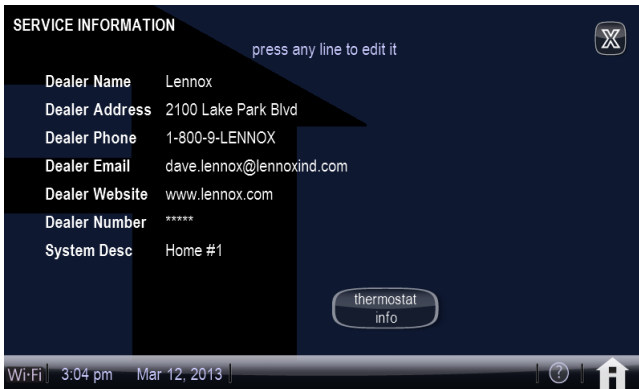 SERVICE INFORMATION
press any line to edit it
X
Dealer Name Lennox
Dealer Address 2100 Lake Park Blvd
Dealer Phone 1-800-9-LENNOX
Dealer Email dave.lennox@lennoxind.com
Dealer Website www.lennox.com
Dealer Number *****
System Desc Home #1
thermostat
info
Wi-Fi 3:04 pm Mar 12, 2013 ? i